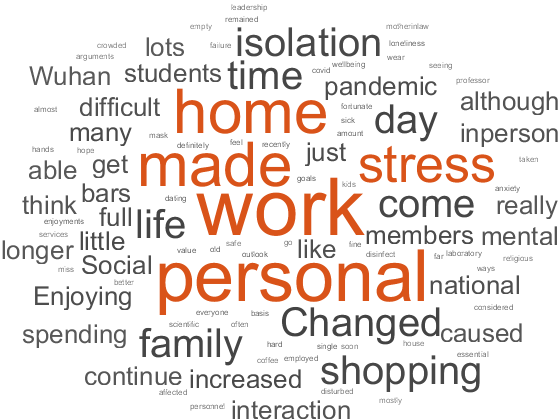 leadership
remained
empty
motherinlaw
crowded
lots
failure
isolation
loneliness
arguments
wear
Wuhan
students
time
covid
wellbeing
seeing
pandemic
professor
almost
difficult
home
fortunate
day
although
many
mask
sick
amount
inperson
hands
hope
definitely
feel
recently
just
stress
taken
able
get
made
goals
kids
anxiety
think
bars
dating
work
come
really
enjoyments
full
life
services
little
value
old
safe
go
like
fine
members
mental
longer
outlook
disinfect
far
laboratory
religious
miss
Social
better
personal
ways
national
Enjoying
everyone
basis
considered
spending
scientific
often
Changed
caused
family
hard
single
soon
house
essential
coffee
employed
shopping
continue
increased
affected
disturbed
personnel
interaction
mostly